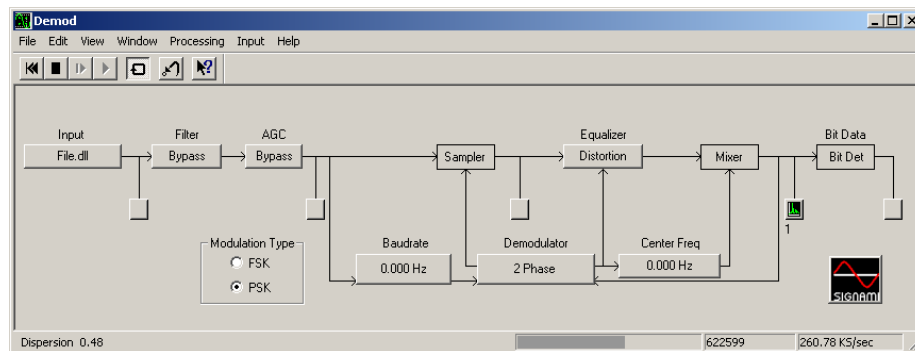 Demod
File Edit View Window Processing Input Help
Input Filter AGC Equalizer Bit Data
File.dll Bypass Bypass Sampler Distortion Mixer Bit Det
1
Modulation Type Baudrate Demodulator Center Freq
FSK
0.000 Hz 2 Phase 0.000 Hz
PSK
SIGNAMI
Dispersion 0.48 622599 260.78 KS/sec